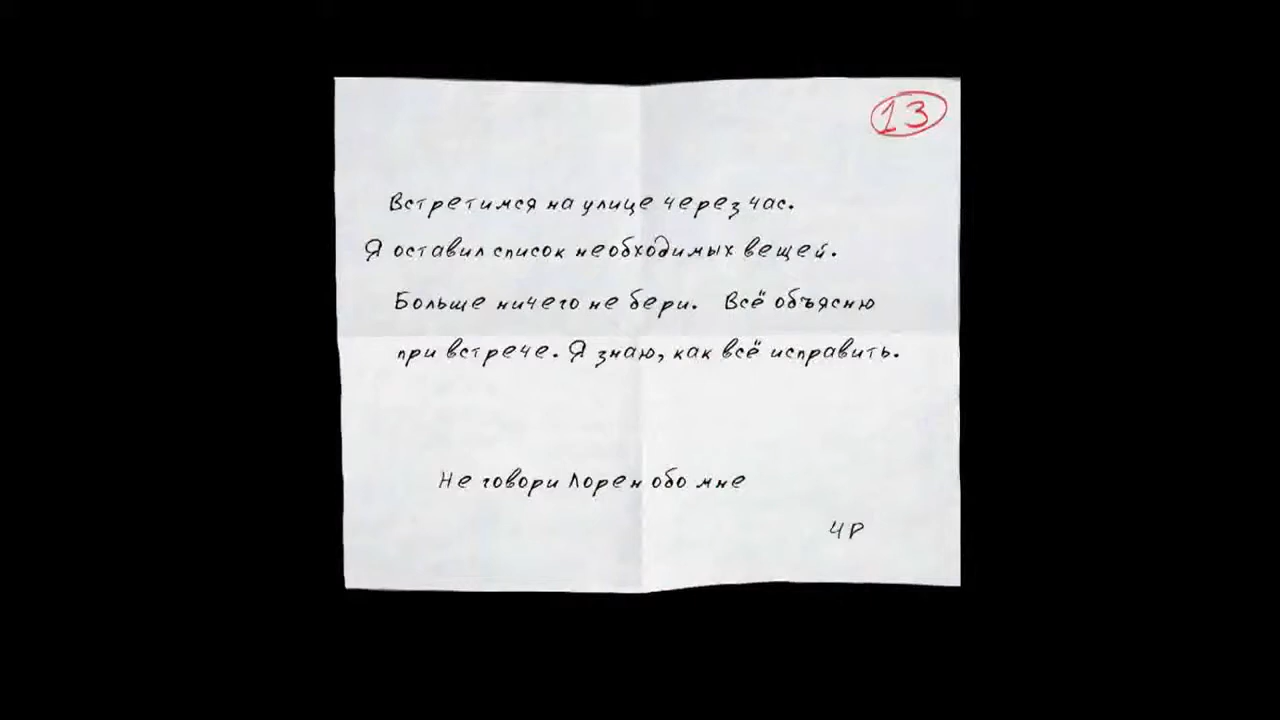 13
Встретимся на улице через час.
Я оставил список необходимых вещей.
Больше ничего не бери. Всё объясню
при встрече. Я знаю, как всё исправить.
Не говори Лорен обо мне
ЧР